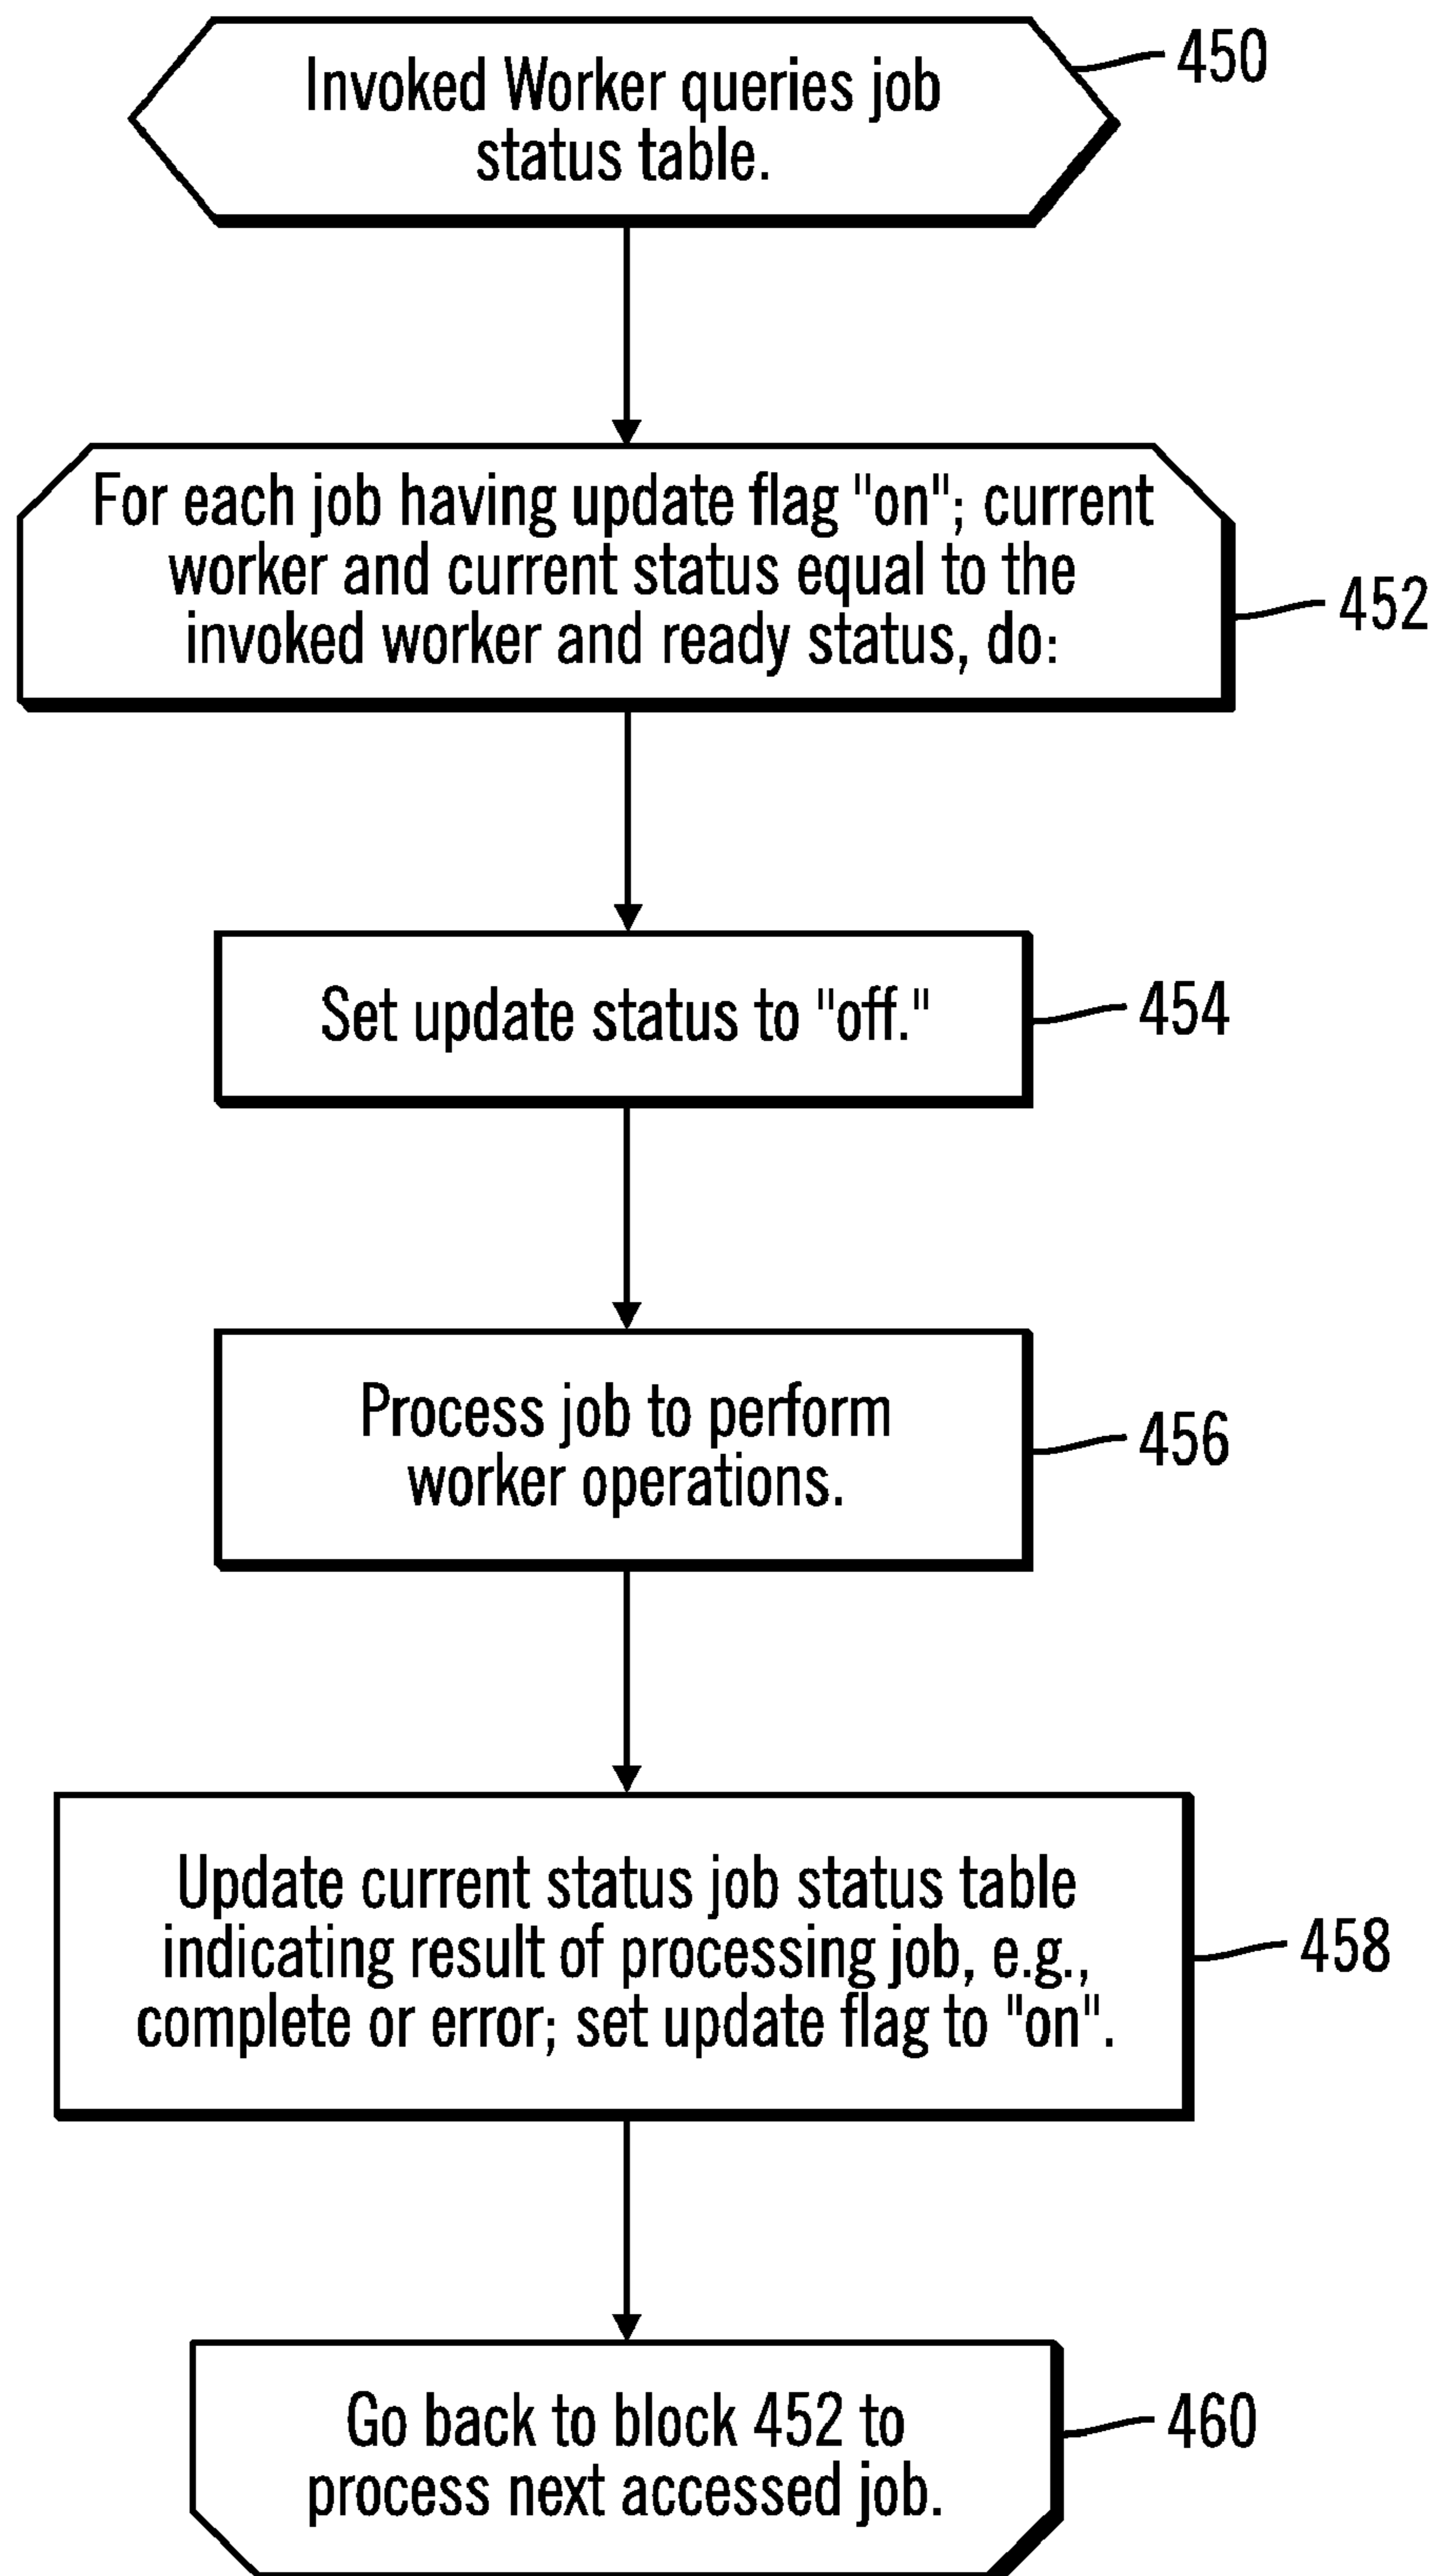 Invoked Worker queries job
status table.
450
For each job having update flag "on"; current
worker and current status equal to the
invoked worker and ready status, do:
452
Set update status to "off."
454
Process job to perform
worker operations.
456
Update current status job status table
indicating result of processing job, e.g.,
complete or error; set update flag to "on".
458
Go back to block 452 to
process next accessed job.
460